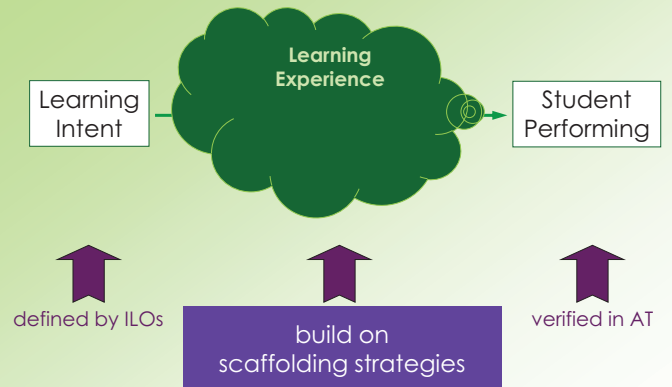 Learning
Experience
Learning
Intent
Student
Performing
defined by ILOs
build on
scaffolding strategies
verified in AT